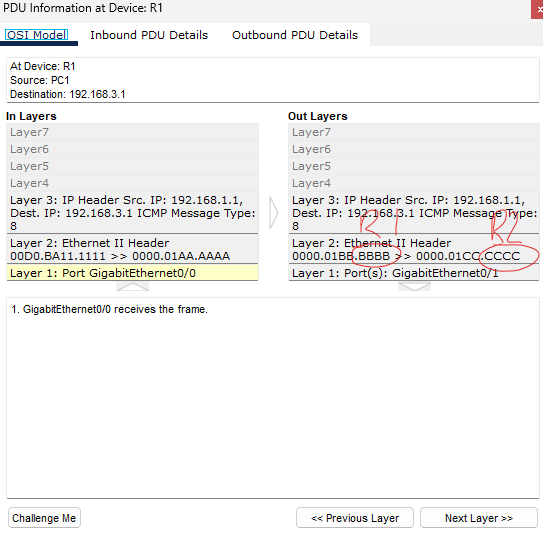 PDU Information at Device: R1
x
OSI Model Inbound PDU Details Outbound PDU Details
At Device: R1
Source: PC1
Destination: 192.168.3.1
In Layers
Layer7
Layer6
Layer5
Layer4
Layer 3: IP Header Src. IP: 192.168.1.1,
Dest. IP: 192.168.3.1 ICMP Message Type:
8
Layer 2: Ethernet II Header
00D0.BA11.1111 >> 0000.01AA.AAAA
Layer 1: Port GigabitEthernet0/0
Out Layers
Layer7
Layer6
Layer5
Layer4
Layer 3: IP Header Src. IP: 192.168.1.1,
Dest. IP: 192.168.3.1 ICMP Message Type:
8
R1 R2
Layer 2: Ethernet II Header
0000.01BB.BBBB >> 0000.01CC.CCCC
Layer 1: Port(s): GigabitEthernet0/1
1. GigabitEthernet0/0 receives the frame.
Challenge Me << Previous Layer Next Layer >>